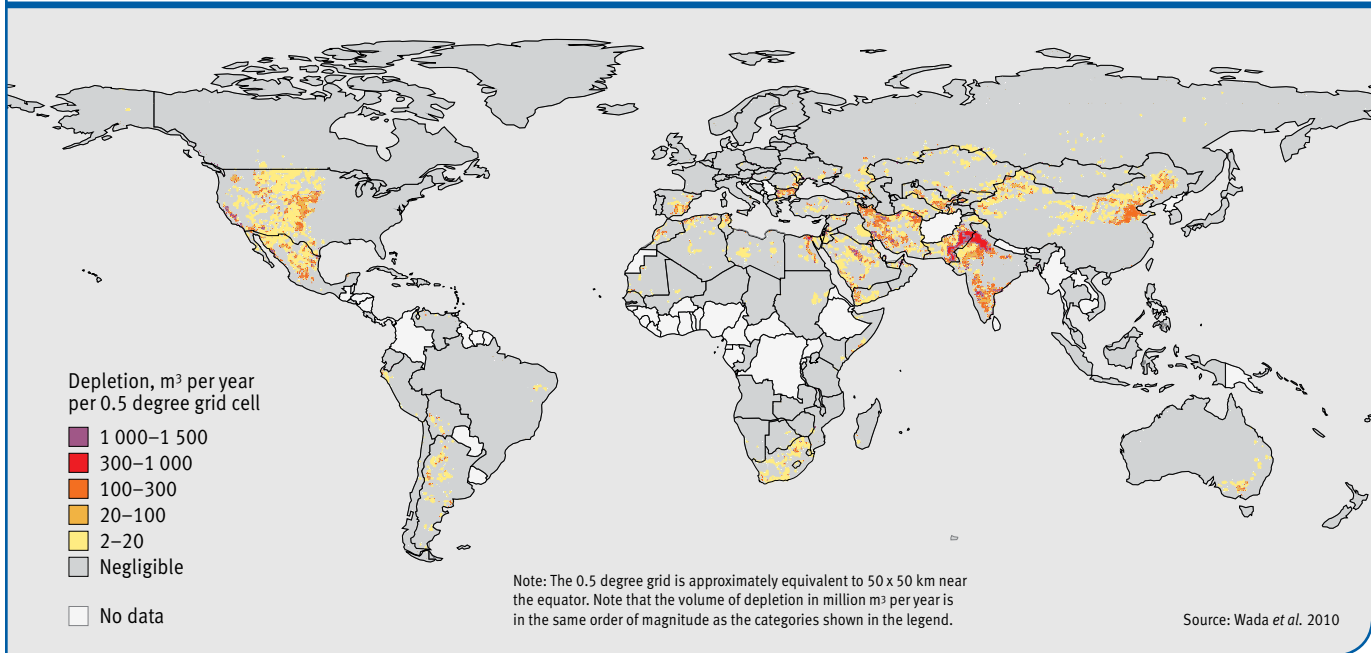 Depletion, m³ per year
per 0.5 degree grid cell
1 000–1 500
300–1 000
100–300
20–100
2–20
Negligible
No data
Note: The 0.5 degree grid is approximately equivalent to 50 x 50 km near
the equator. Note that the volume of depletion in million m³ per year is
in the same order of magnitude as the categories shown in the legend.
Source: Wada et al. 2010